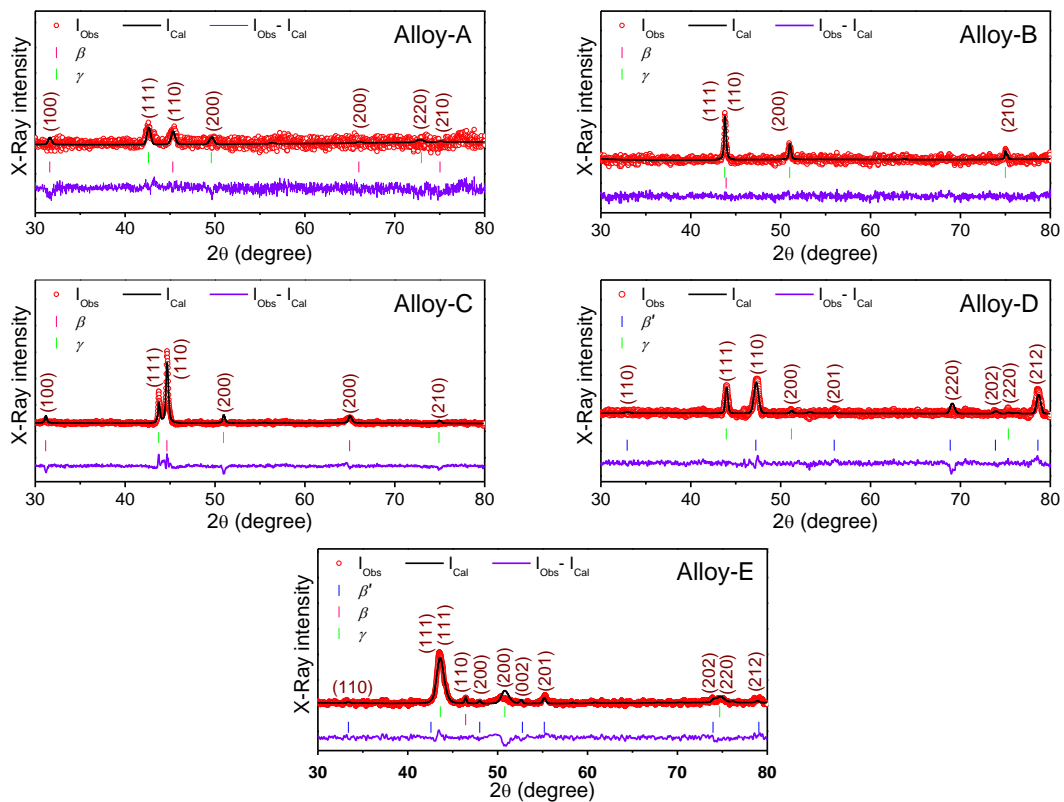 I_Obs I_Cal I_Obs - I_Cal
Alloy-A
β
γ
(100) (111) (110) (200) (200) (220) (210)
X-Ray intensity
30 40 50 60 70 80
2θ (degree)
I_Obs I_Cal I_Obs - I_Cal
Alloy-B
β
γ
(111) (110) (200) (210)
X-Ray intensity
30 40 50 60 70 80
2θ (degree)
I_Obs I_Cal I_Obs - I_Cal
Alloy-C
β
γ
(100) (111) (110) (200) (200) (210)
X-Ray intensity
30 40 50 60 70 80
2θ (degree)
I_Obs I_Cal I_Obs - I_Cal
Alloy-D
β'
γ
(110) (111) (110) (200) (201) (220) (202) (220) (212)
X-Ray intensity
30 40 50 60 70 80
2θ (degree)
I_Obs I_Cal I_Obs - I_Cal
Alloy-E
β'
β
γ
(110) (111) (111) (110) (200) (200) (002) (201) (202) (220) (212)
X-Ray intensity
30 40 50 60 70 80
2θ (degree)